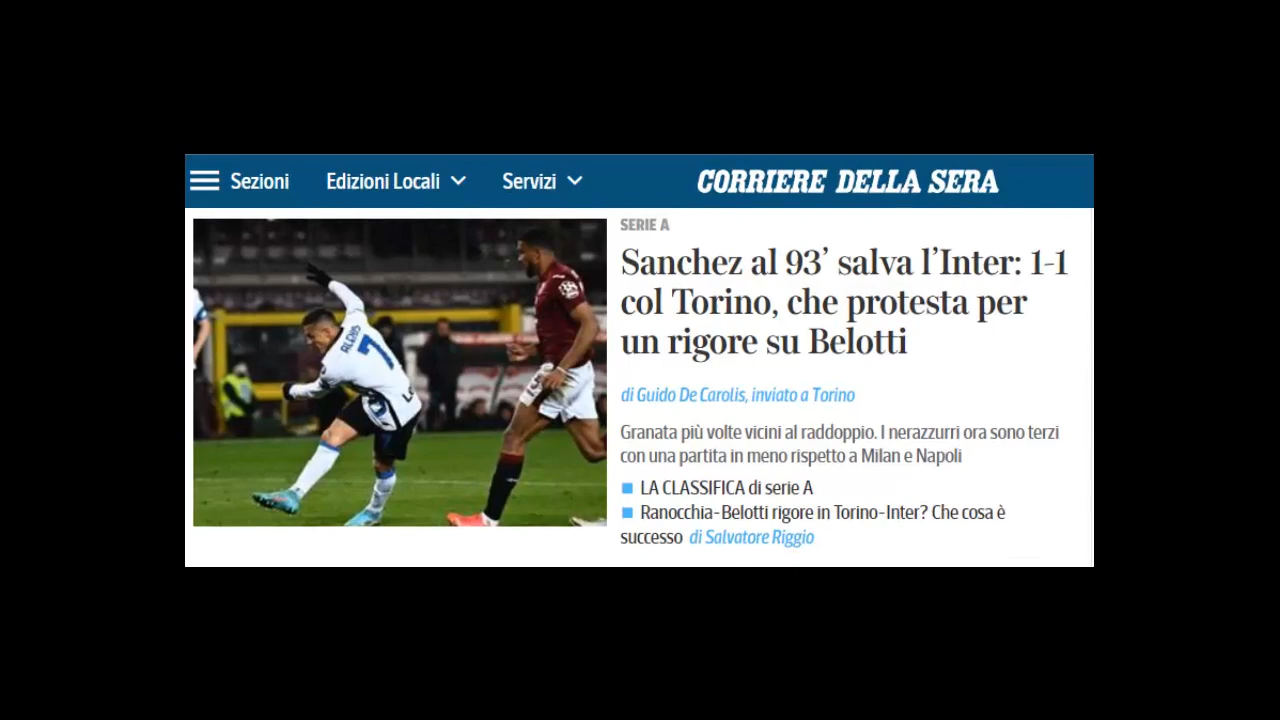 Sezioni
Edizioni Locali
Servizi
CORRIERE DELLA SERA
SERIE A
Sanchez al 93’ salva l’Inter: 1-1
col Torino, che protesta per
un rigore su Belotti
di Guido De Carolis, inviato a Torino
Granata più volte vicini al raddoppio. I nerazzurri ora sono terzi
con una partita in meno rispetto a Milan e Napoli
LA CLASSIFICA di serie A
Ranocchia-Belotti rigore in Torino-Inter? Che cosa è
successo di Salvatore Riggio
ALEXIS
7